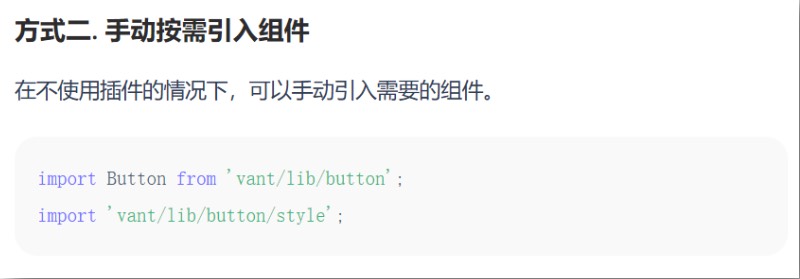 方式二. 手动按需引入组件
在不使用插件的情况下，可以手动引入需要的组件。
import Button from 'vant/lib/button';
import 'vant/lib/button/style';